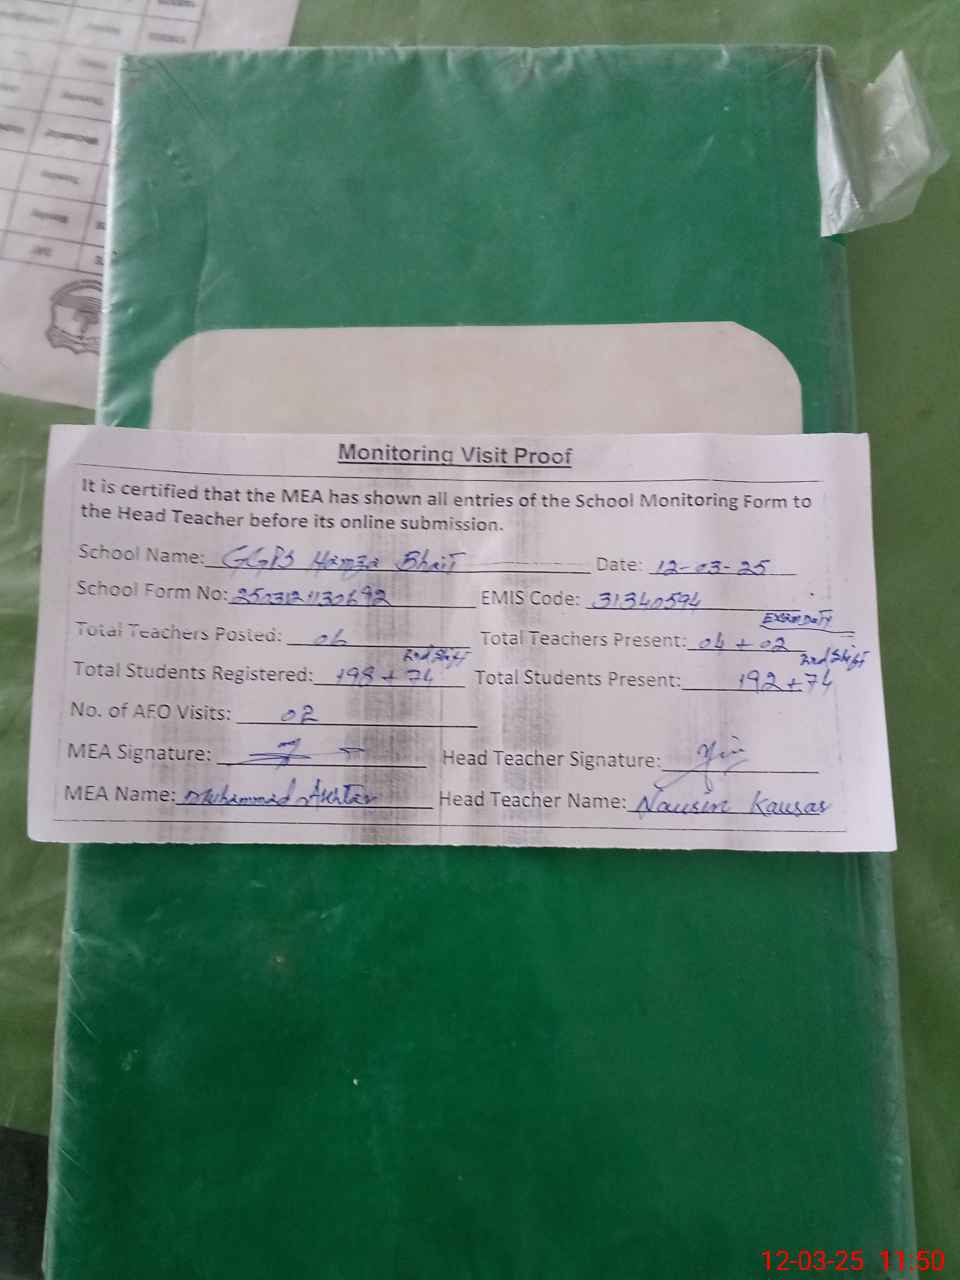 Monitoring Visit Proof
It is certified that the MEA has shown all entries of the School Monitoring Form to
the Head Teacher before its online submission.
School Name: GGPS Hamza Bhait Date: 12-03-25
School Form No: EMIS Code: 31340594
Total Teachers Posted: 06 Total Teachers Present: 04 + 02 Exam Duty
Total Students Registered: 198 + 74 2nd Shift Total Students Present: 192 + 74 2nd Shift
No. of AEO Visits: 02
MEA Signature: Head Teacher Signature:
MEA Name: Muhammad Akhtar Head Teacher Name: Nausin Kausar
12-03-25 11:50